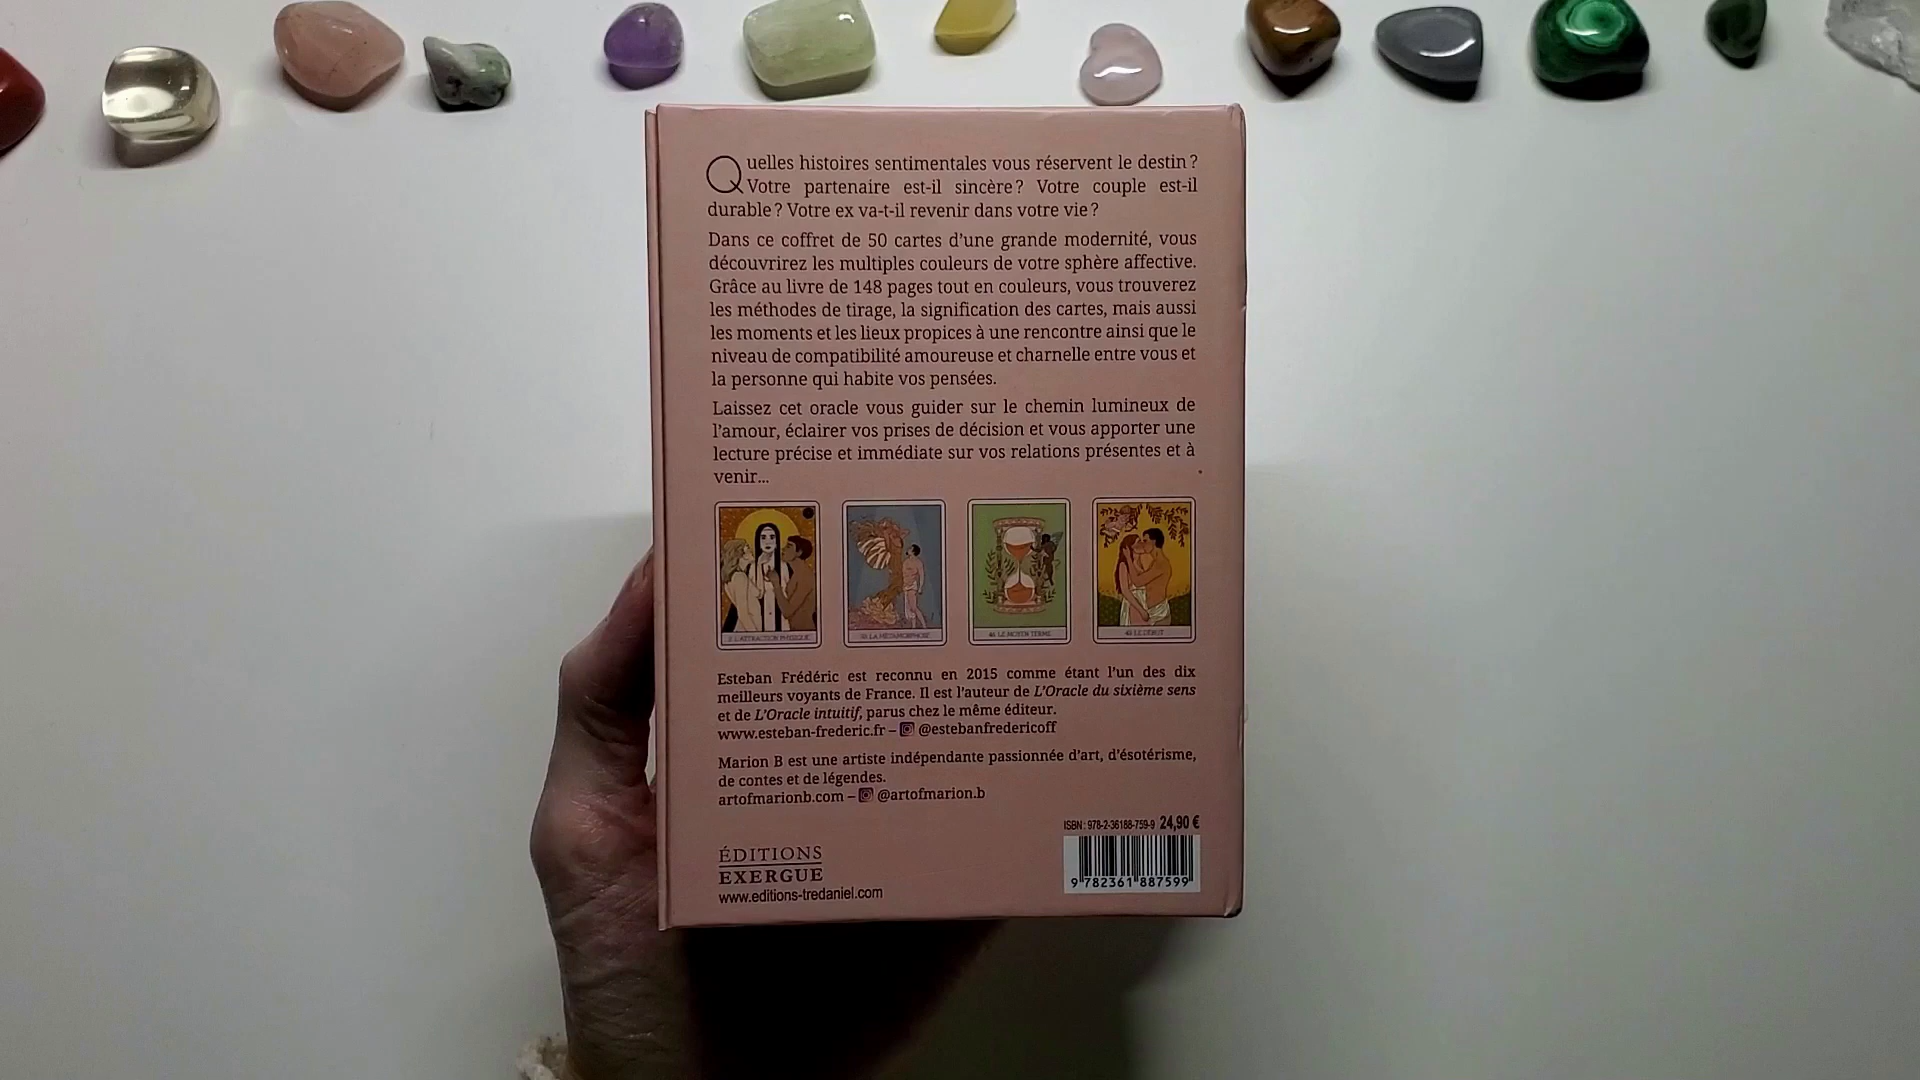 Quelles histoires sentimentales vous réservent le destin ?
Votre partenaire est-il sincère ? Votre couple est-il
durable ? Votre ex va-t-il revenir dans votre vie ?
Dans ce coffret de 50 cartes d'une grande modernité, vous
découvrirez les multiples couleurs de votre sphère affective.
Grâce au livre de 148 pages tout en couleurs, vous trouverez
les méthodes de tirage, la signification des cartes, mais aussi
les moments et les lieux propices à une rencontre ainsi que le
niveau de compatibilité amoureuse et charnelle entre vous et
la personne qui habite vos pensées.
Laissez cet oracle vous guider sur le chemin lumineux de
l'amour, éclairer vos prises de décision et vous apporter une
lecture précise et immédiate sur vos relations présentes et à
venir...
L'ATTRACTION PHYSIQUE
LA MÉTAMORPHOSE
LE MOYEN TERME
LE DÉBUT
Esteban Frédéric est reconnu en 2015 comme étant l'un des dix
meilleurs voyants de France. Il est l'auteur de L'Oracle du sixième sens
et de L'Oracle intuitif, parus chez le même éditeur.
www.esteban-frederic.fr – @estebanfredericoff
Marion B est une artiste indépendante passionnée d'art, d'ésotérisme,
de contes et de légendes.
artofmarionb.com – @artofmarion.b
ISBN : 978-2-36188-759-9 24,90 €
9 782361 887599
ÉDITIONS
EXERGUE
www.editions-tredaniel.com